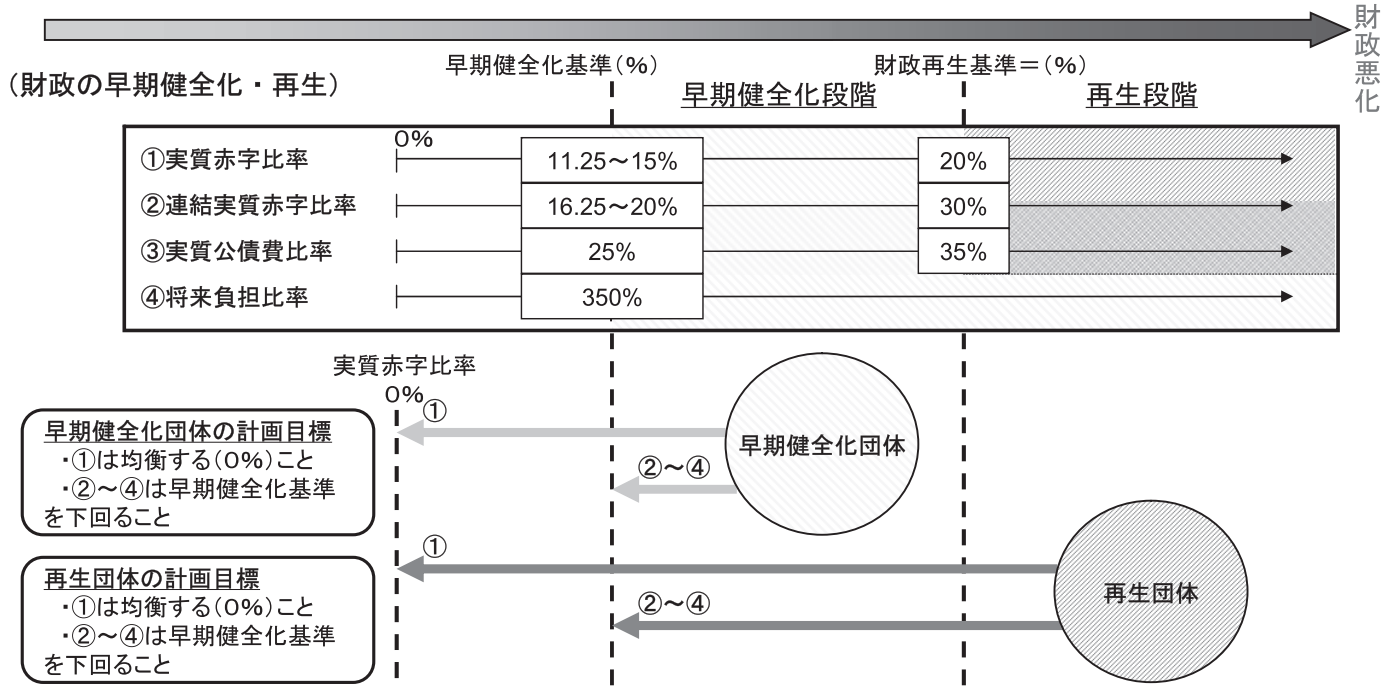 財政悪化
(財政の早期健全化・再生)
早期健全化基準(%)
財政再生基準=(%)
早期健全化段階
再生段階
0%
①実質赤字比率
11.25～15%
20%
②連結実質赤字比率
16.25～20%
30%
③実質公債費比率
25%
35%
④将来負担比率
350%
実質赤字比率
0%
①
早期健全化団体の計画目標
・①は均衡する(0%)こと
・②～④は早期健全化基準
を下回ること
②～④
早期健全化団体
①
再生団体の計画目標
・①は均衡する(0%)こと
・②～④は早期健全化基準
を下回ること
②～④
再生団体